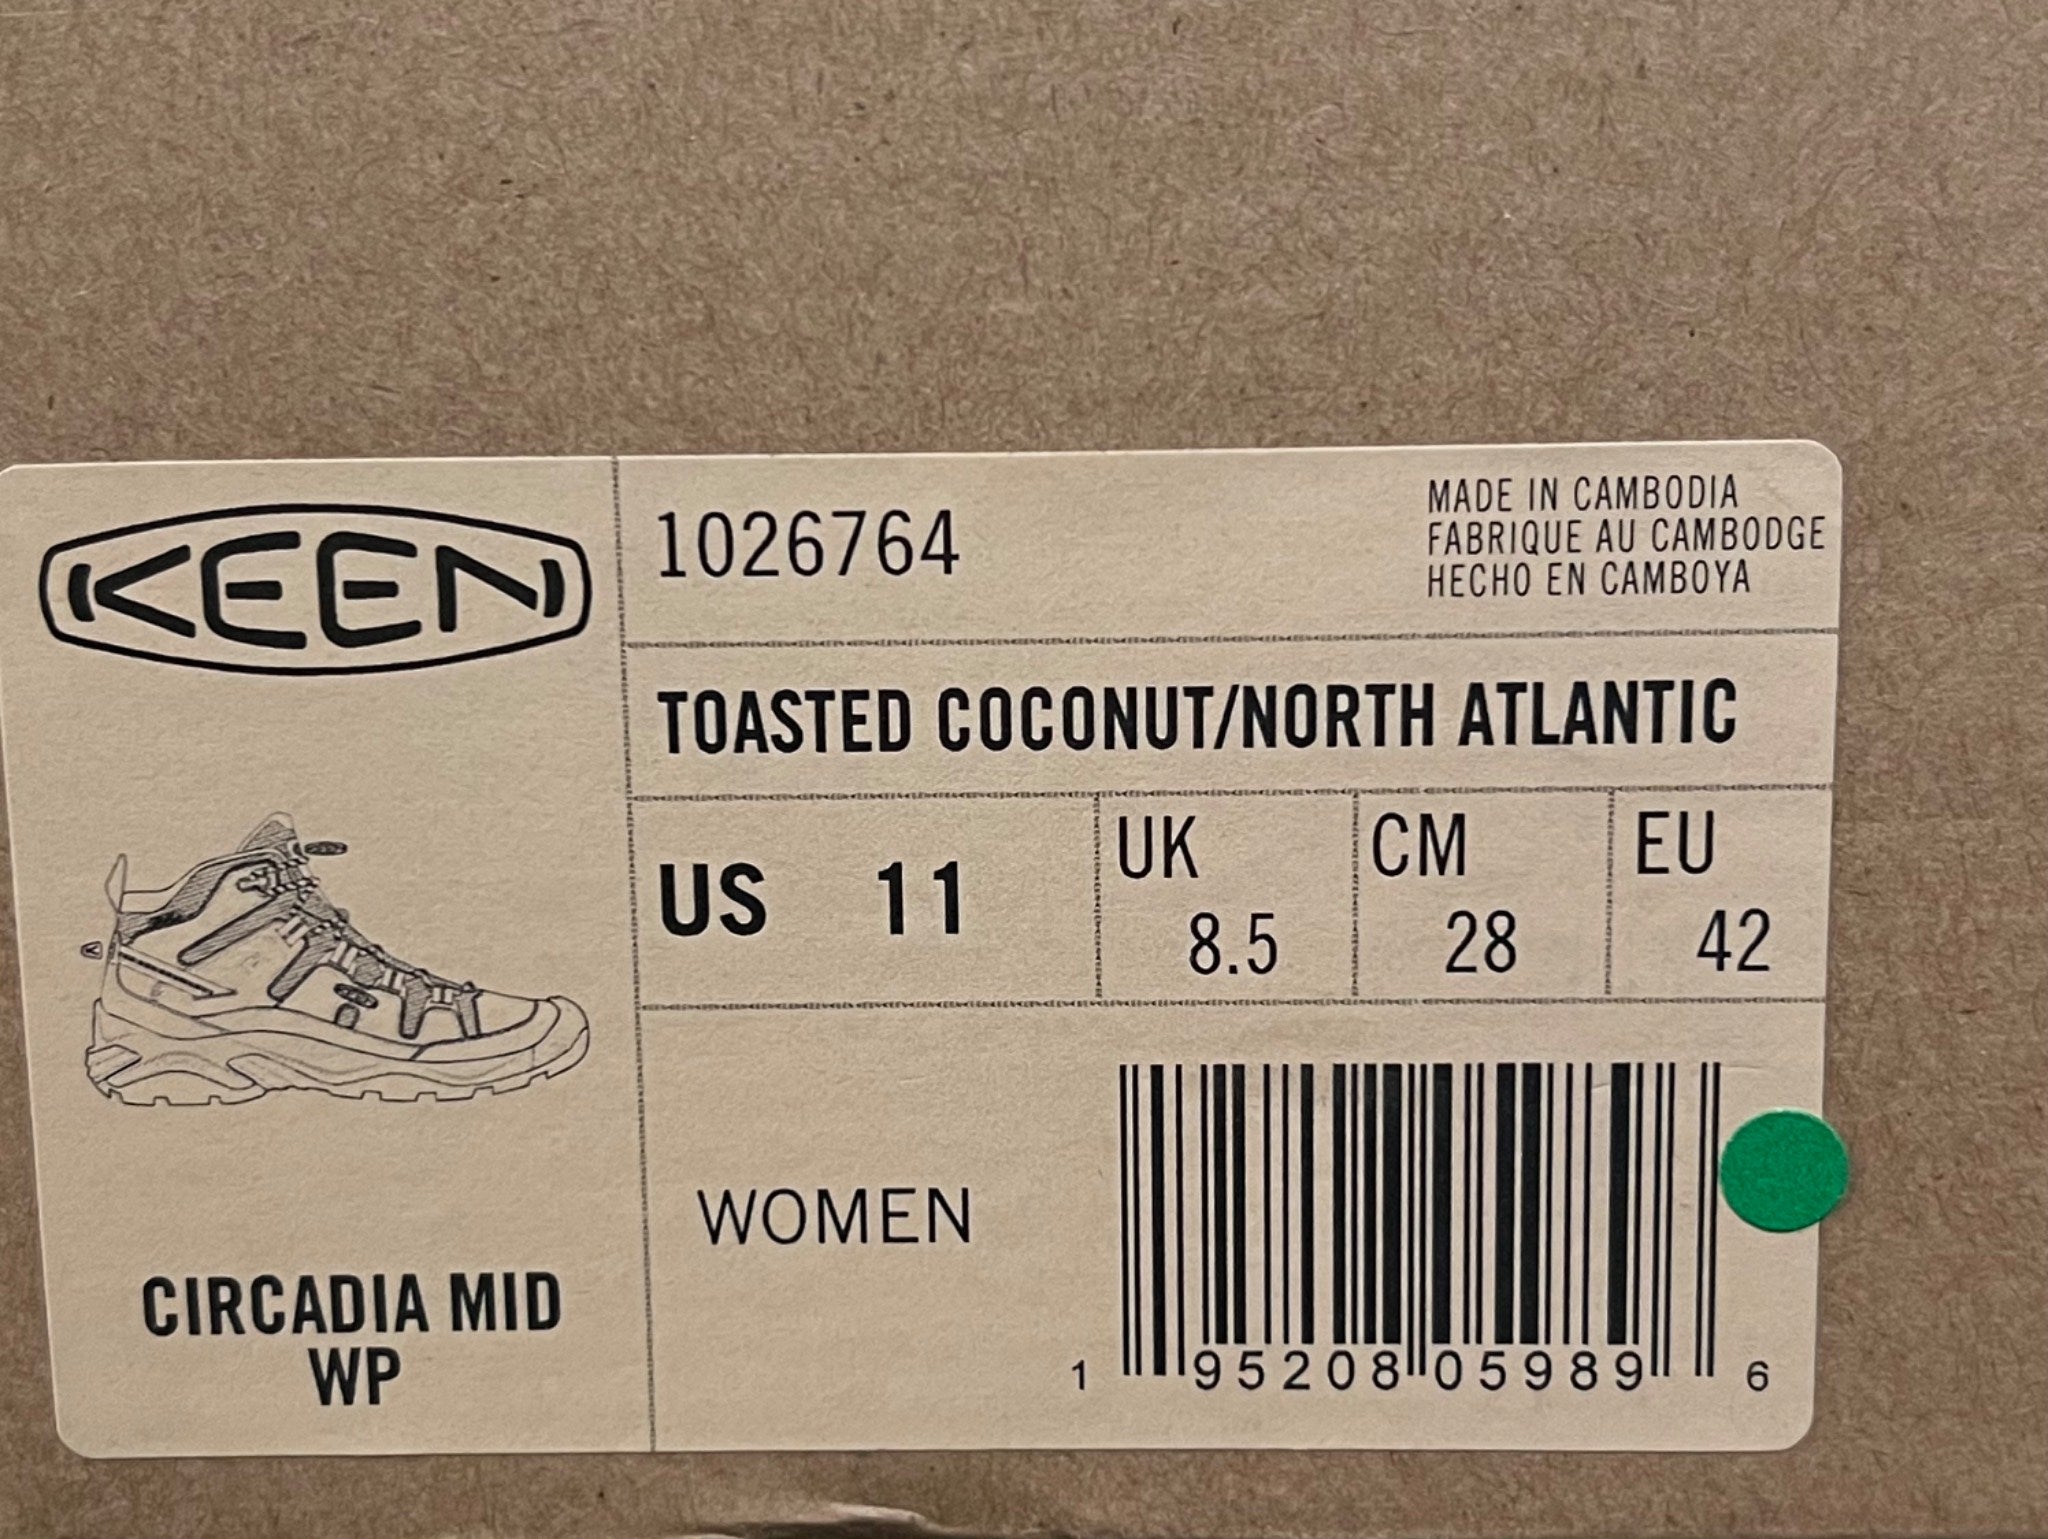 KEEN
1026764
MADE IN CAMBODIA
FABRIQUE AU CAMBODGE
HECHO EN CAMBOYA
TOASTED COCONUT/NORTH ATLANTIC
US 11
UK
8.5
CM
28
EU
42
WOMEN
CIRCADIA MID
WP
1 95208 05989 6